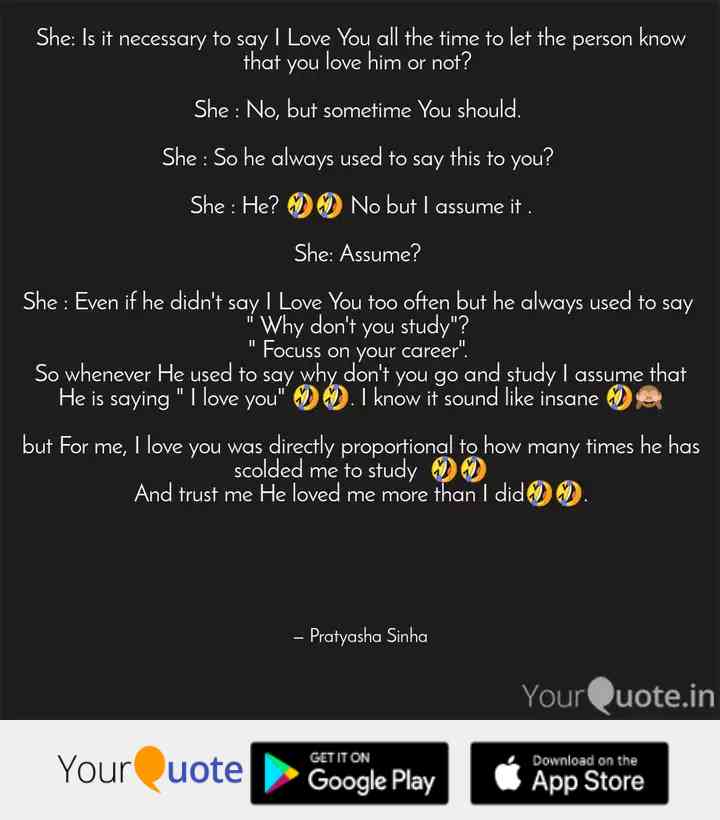 She: Is it necessary to say I Love You all the time to let the person know
that you love him or not?
She : No, but sometime You should.
She : So he always used to say this to you?
She : He? 🤣🤣 No but I assume it .
She: Assume?
She : Even if he didn't say I Love You too often but he always used to say
" Why don't you study"?
" Focuss on your career".
So whenever He used to say why don't you go and study I assume that
He is saying " I love you" 🤣🤣. I know it sound like insane 🤣🙈
but For me, I love you was directly proportional to how many times he has
scolded me to study 🤣🤣
And trust me He loved me more than I did🤣🤣.
– Pratyasha Sinha
YourQuote.in
YourQuote
GET IT ON
Google Play
Download on the
App Store